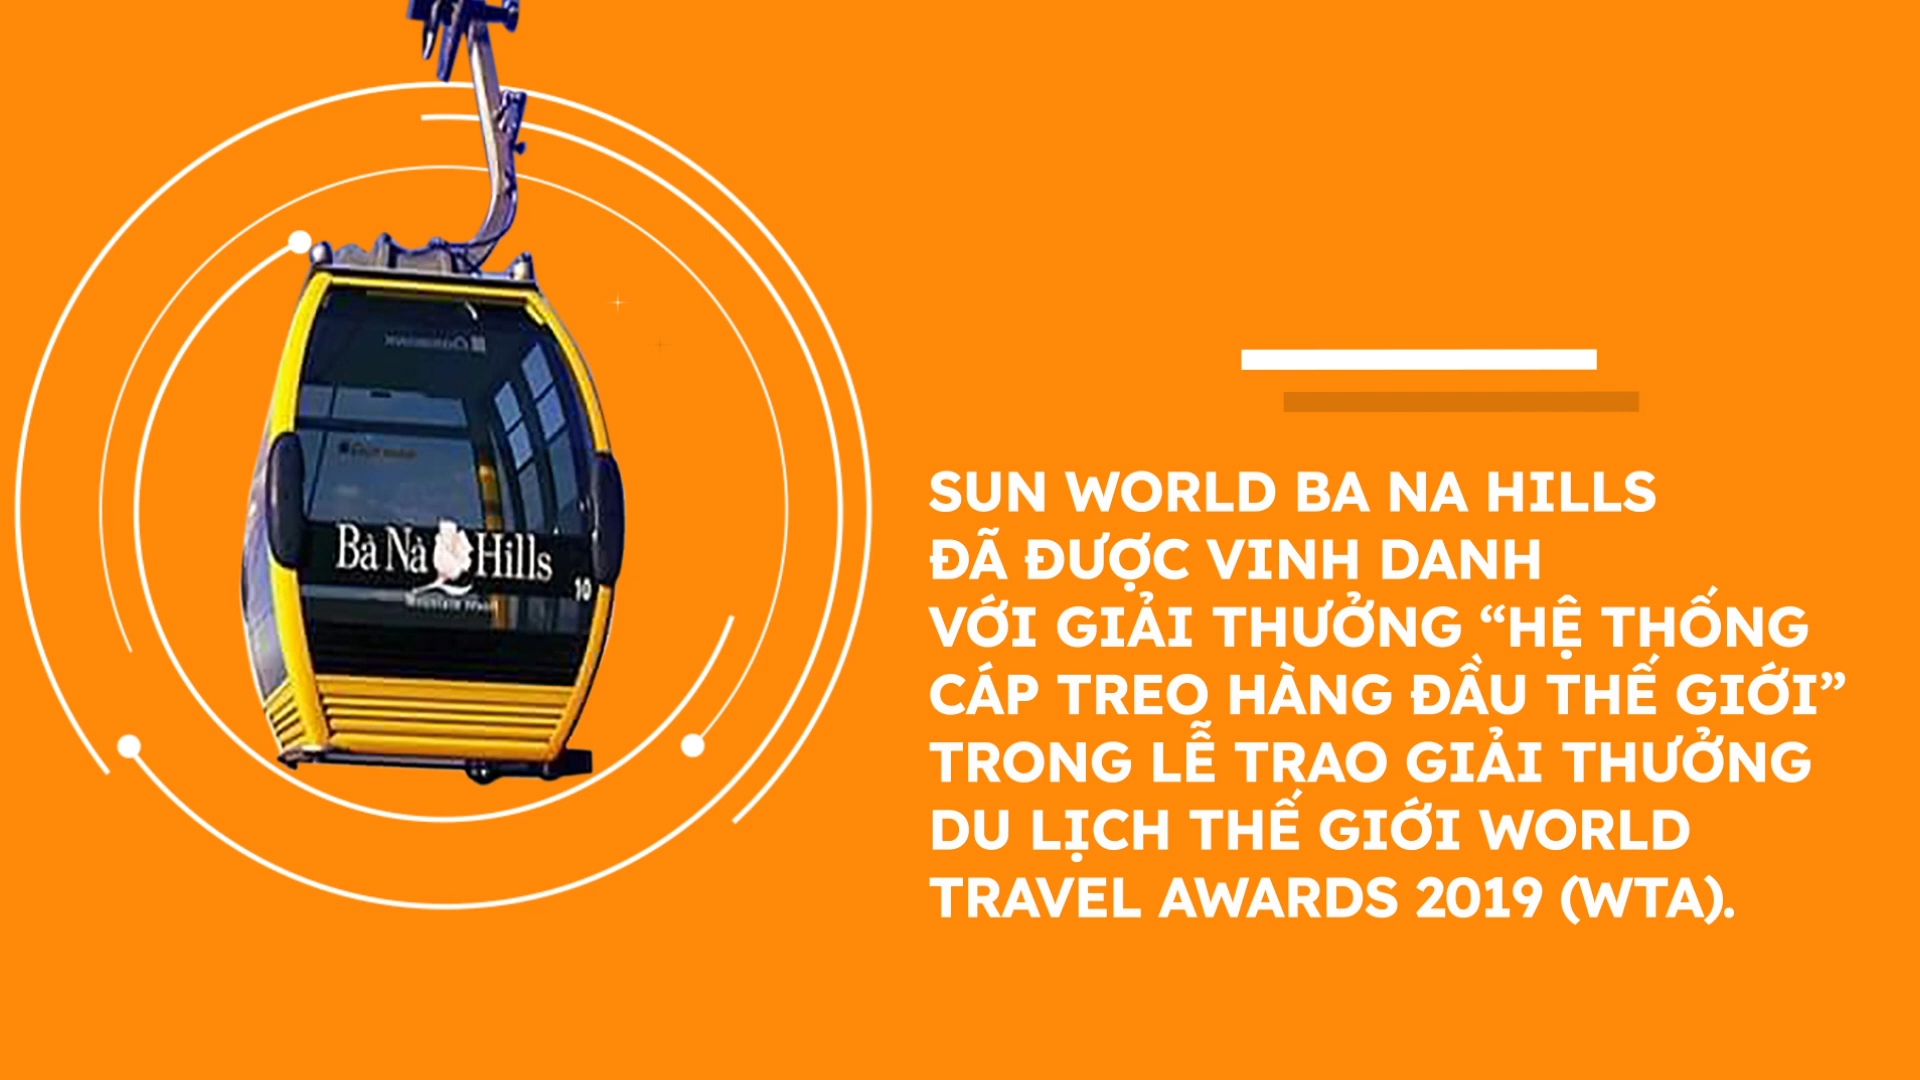 Bà Nà Hills
10
SUN WORLD BA NA HILLS
ĐÃ ĐƯỢC VINH DANH
VỚI GIẢI THƯỞNG “HỆ THỐNG
CÁP TREO HÀNG ĐẦU THẾ GIỚI”
TRONG LỄ TRAO GIẢI THƯỞNG
DU LỊCH THẾ GIỚI WORLD
TRAVEL AWARDS 2019 (WTA).